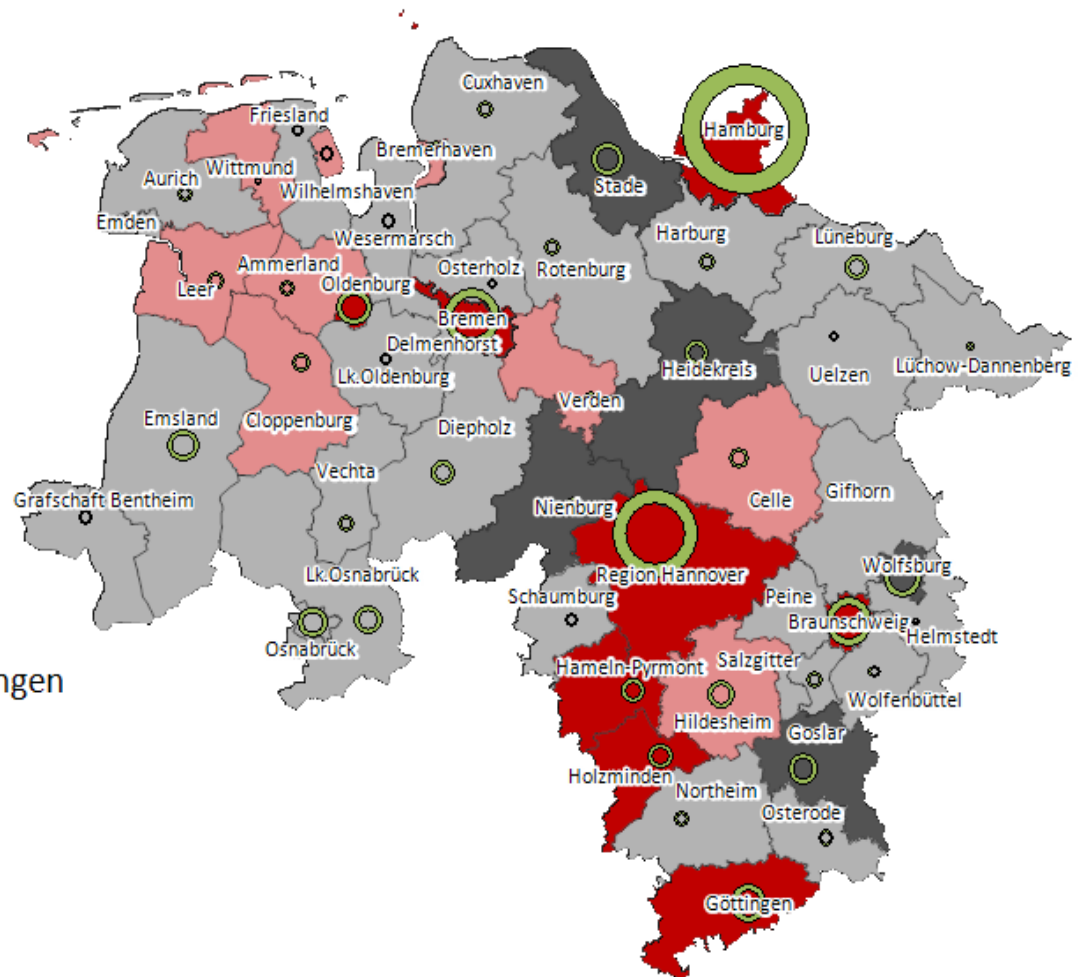 Cuxhaven
Friesland
Hamburg
Bremerhaven
Wittmund
Aurich
Stade
Wilhelmshaven
Emden
Wesermarsch
Harburg
Lüneburg
Ammerland
Osterholz
Rotenburg
Oldenburg
Leer
Bremen
Delmenhorst
Heidekreis
Lüchow-Dannenberg
Lk.Oldenburg
Uelzen
Verden
Emsland
Cloppenburg
Diepholz
Vechta
Grafschaft Bentheim
Celle
Gifhorn
Nienburg
Wolfsburg
Lk.Osnabrück
Region Hannover
Schaumburg
Peine
Braunschweig
Helmstedt
Osnabrück
Hameln-Pyrmont
Salzgitter
ngen
Wolfenbüttel
Hildesheim
Goslar
Holzminden
Northeim
Osterode
Göttingen